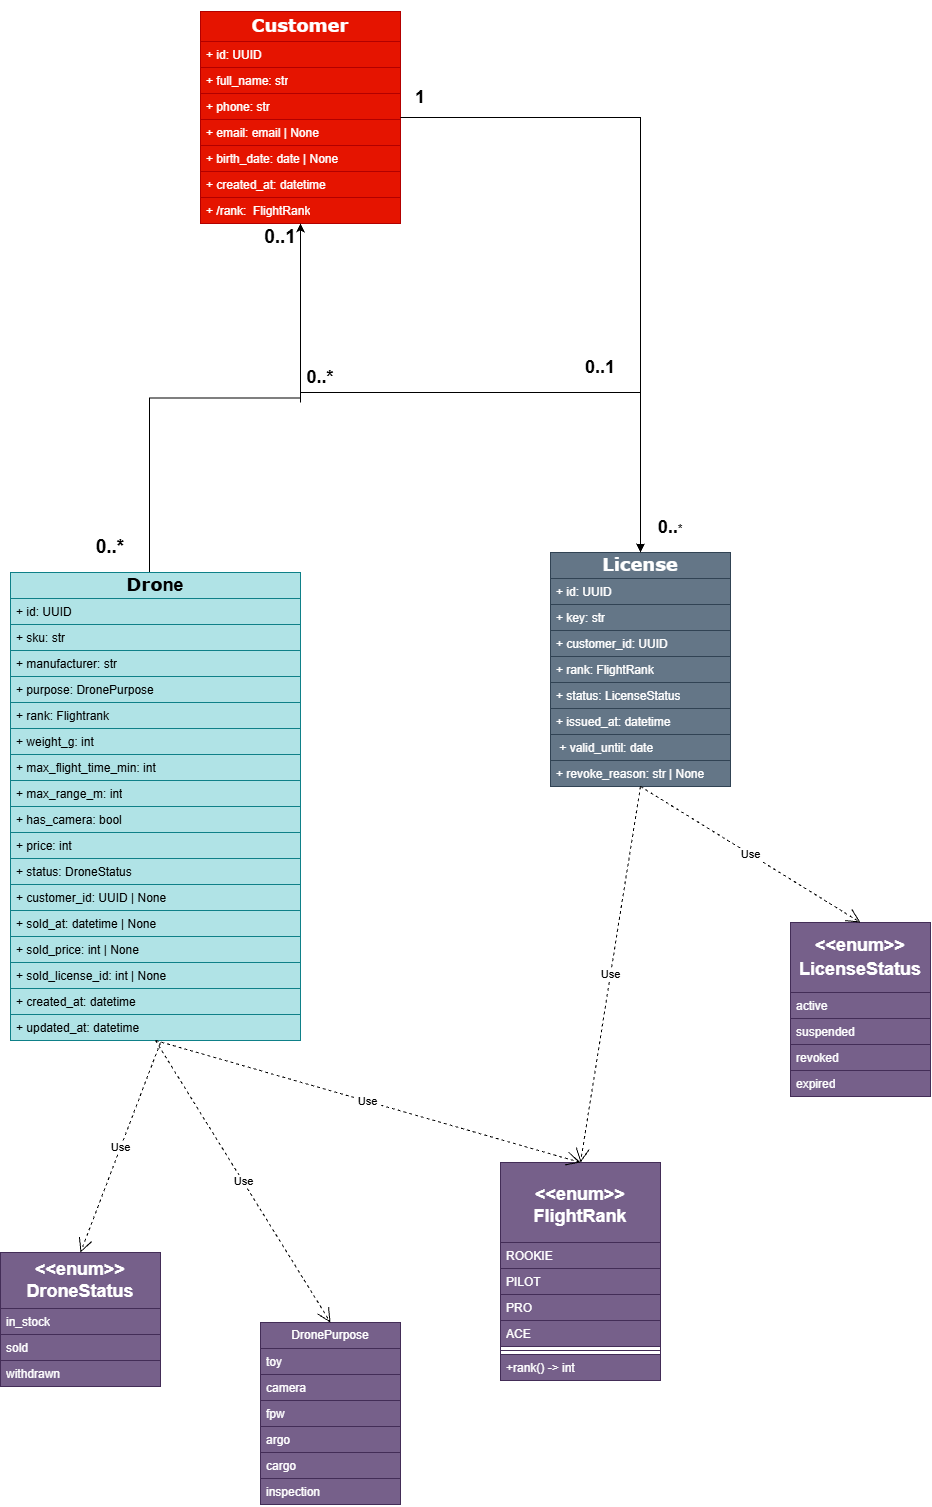 Customer
+ id: UUID
+ full_name: str
+ phone: str
+ email: email | None
+ birth_date: date | None
+ created_at: datetime
+ /rank: FlightRank
1
0..1
0..*
0..1
0..*
0..*
Drone
+ id: UUID
+ sku: str
+ manufacturer: str
+ purpose: DronePurpose
+ rank: Flightrank
+ weight_g: int
+ max_flight_time_min: int
+ max_range_m: int
+ has_camera: bool
+ price: int
+ status: DroneStatus
+ customer_id: UUID | None
+ sold_at: datetime | None
+ sold_price: int | None
+ sold_license_id: int | None
+ created_at: datetime
+ updated_at: datetime
License
+ id: UUID
+ key: str
+ customer_id: UUID
+ rank: FlightRank
+ status: LicenseStatus
+ issued_at: datetime
+ valid_until: date
+ revoke_reason: str | None
Use
Use
Use
Use
Use
<<enum>>
LicenseStatus
active
suspended
revoked
expired
<<enum>>
FlightRank
ROOKIE
PILOT
PRO
ACE
+rank() -> int
<<enum>>
DroneStatus
in_stock
sold
withdrawn
DronePurpose
toy
camera
fpw
argo
cargo
inspection